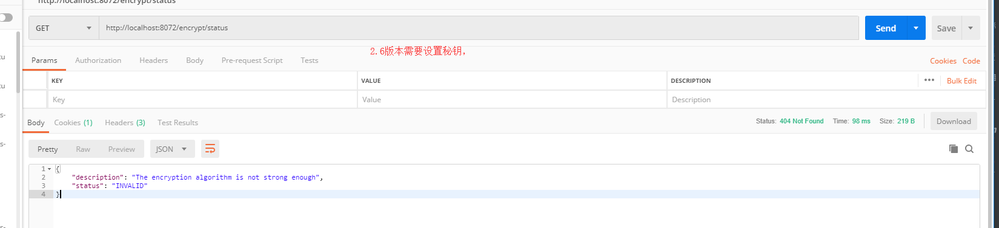 http://localhost:8072/encrypt/status
GET
http://localhost:8072/encrypt/status
Send
Save
2.6版本需要设置秘钥,
Params
Authorization
Headers
Body
Pre-request Script
Tests
Cookies
Code
KEY
VALUE
DESCRIPTION
Bulk Edit
Key
Value
Description
Body
Cookies (1)
Headers (3)
Test Results
Status: 404 Not Found
Time: 98 ms
Size: 219 B
Download
Pretty
Raw
Preview
JSON
1 {
2 "description": "The encryption algorithm is not strong enough",
3 "status": "INVALID"
4 }